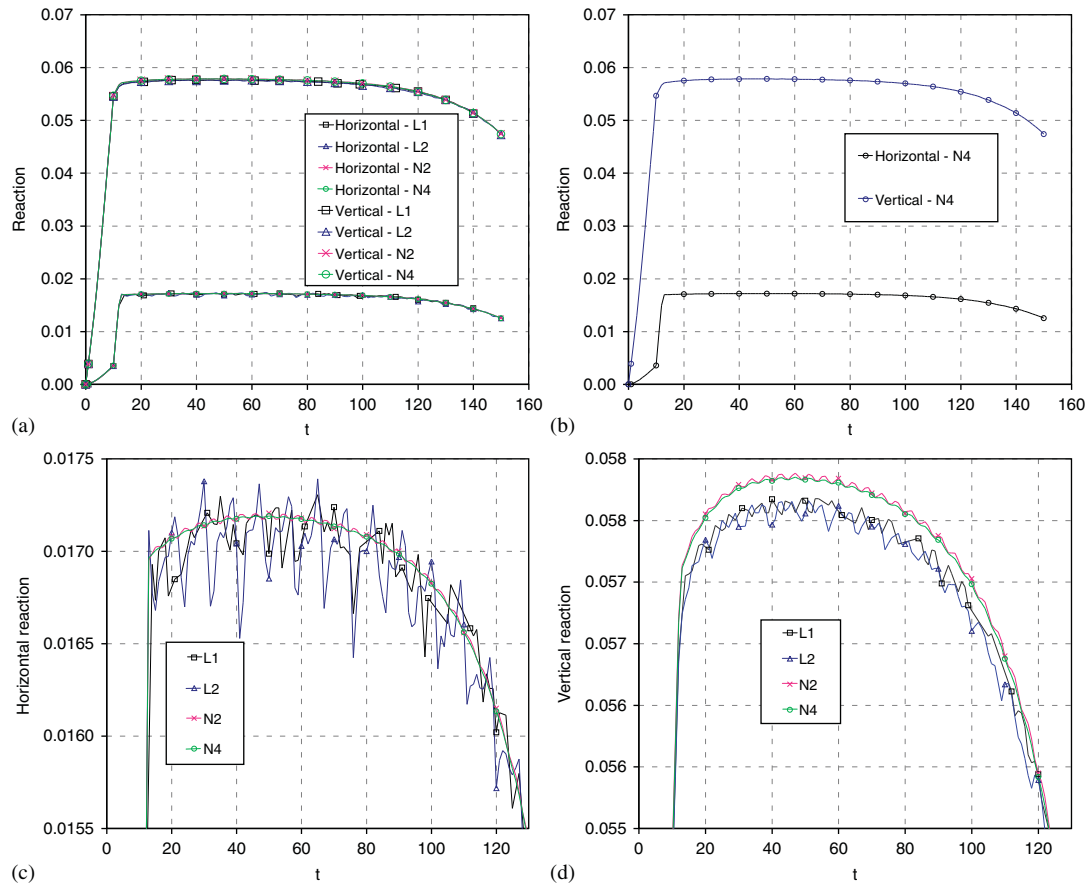 0.07
0.06
0.05
0.04
0.03
0.02
0.01
0.00
Reaction
0 20 40 60 80 100 120 140 160
t
Horizontal - L1
Horizontal - L2
Horizontal - N2
Horizontal - N4
Vertical - L1
Vertical - L2
Vertical - N2
Vertical - N4
(a)
0.07
0.06
0.05
0.04
0.03
0.02
0.01
0.00
Reaction
0 20 40 60 80 100 120 140 160
t
Horizontal - N4
Vertical - N4
(b)
0.0175
0.0170
0.0165
0.0160
0.0155
Horizontal reaction
0 20 40 60 80 100 120
t
L1
L2
N2
N4
(c)
0.058
0.058
0.057
0.057
0.056
0.056
0.055
Vertical reaction
0 20 40 60 80 100 120
t
L1
L2
N2
N4
(d)